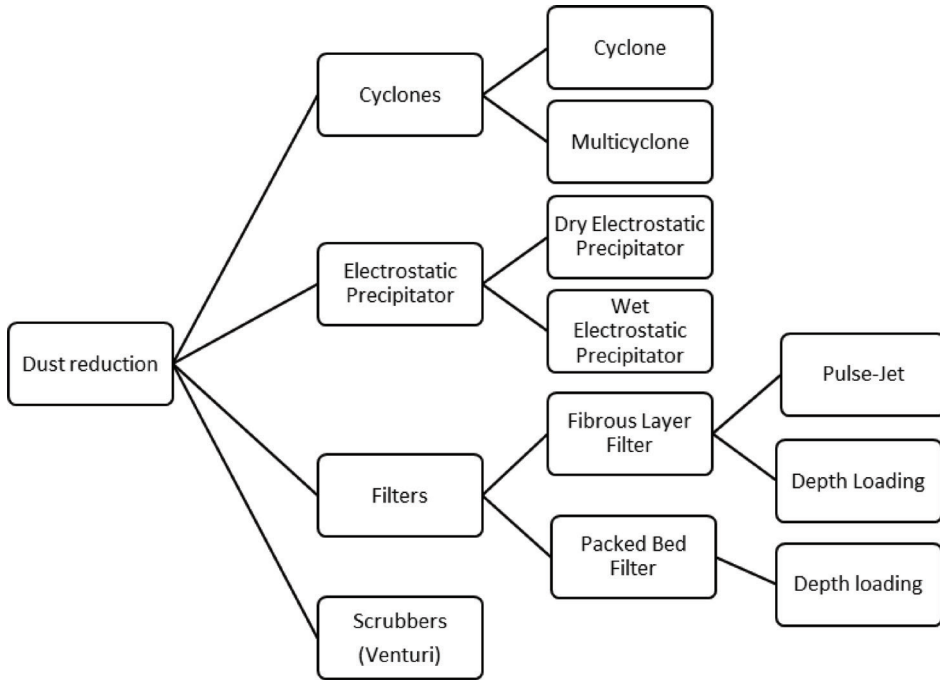 Dust reduction
Cyclones
Cyclone
Multicyclone
Electrostatic
Precipitator
Dry Electrostatic
Precipitator
Wet
Electrostatic
Precipitator
Filters
Fibrous Layer
Filter
Pulse-Jet
Depth Loading
Packed Bed
Filter
Depth loading
Scrubbers
(Venturi)